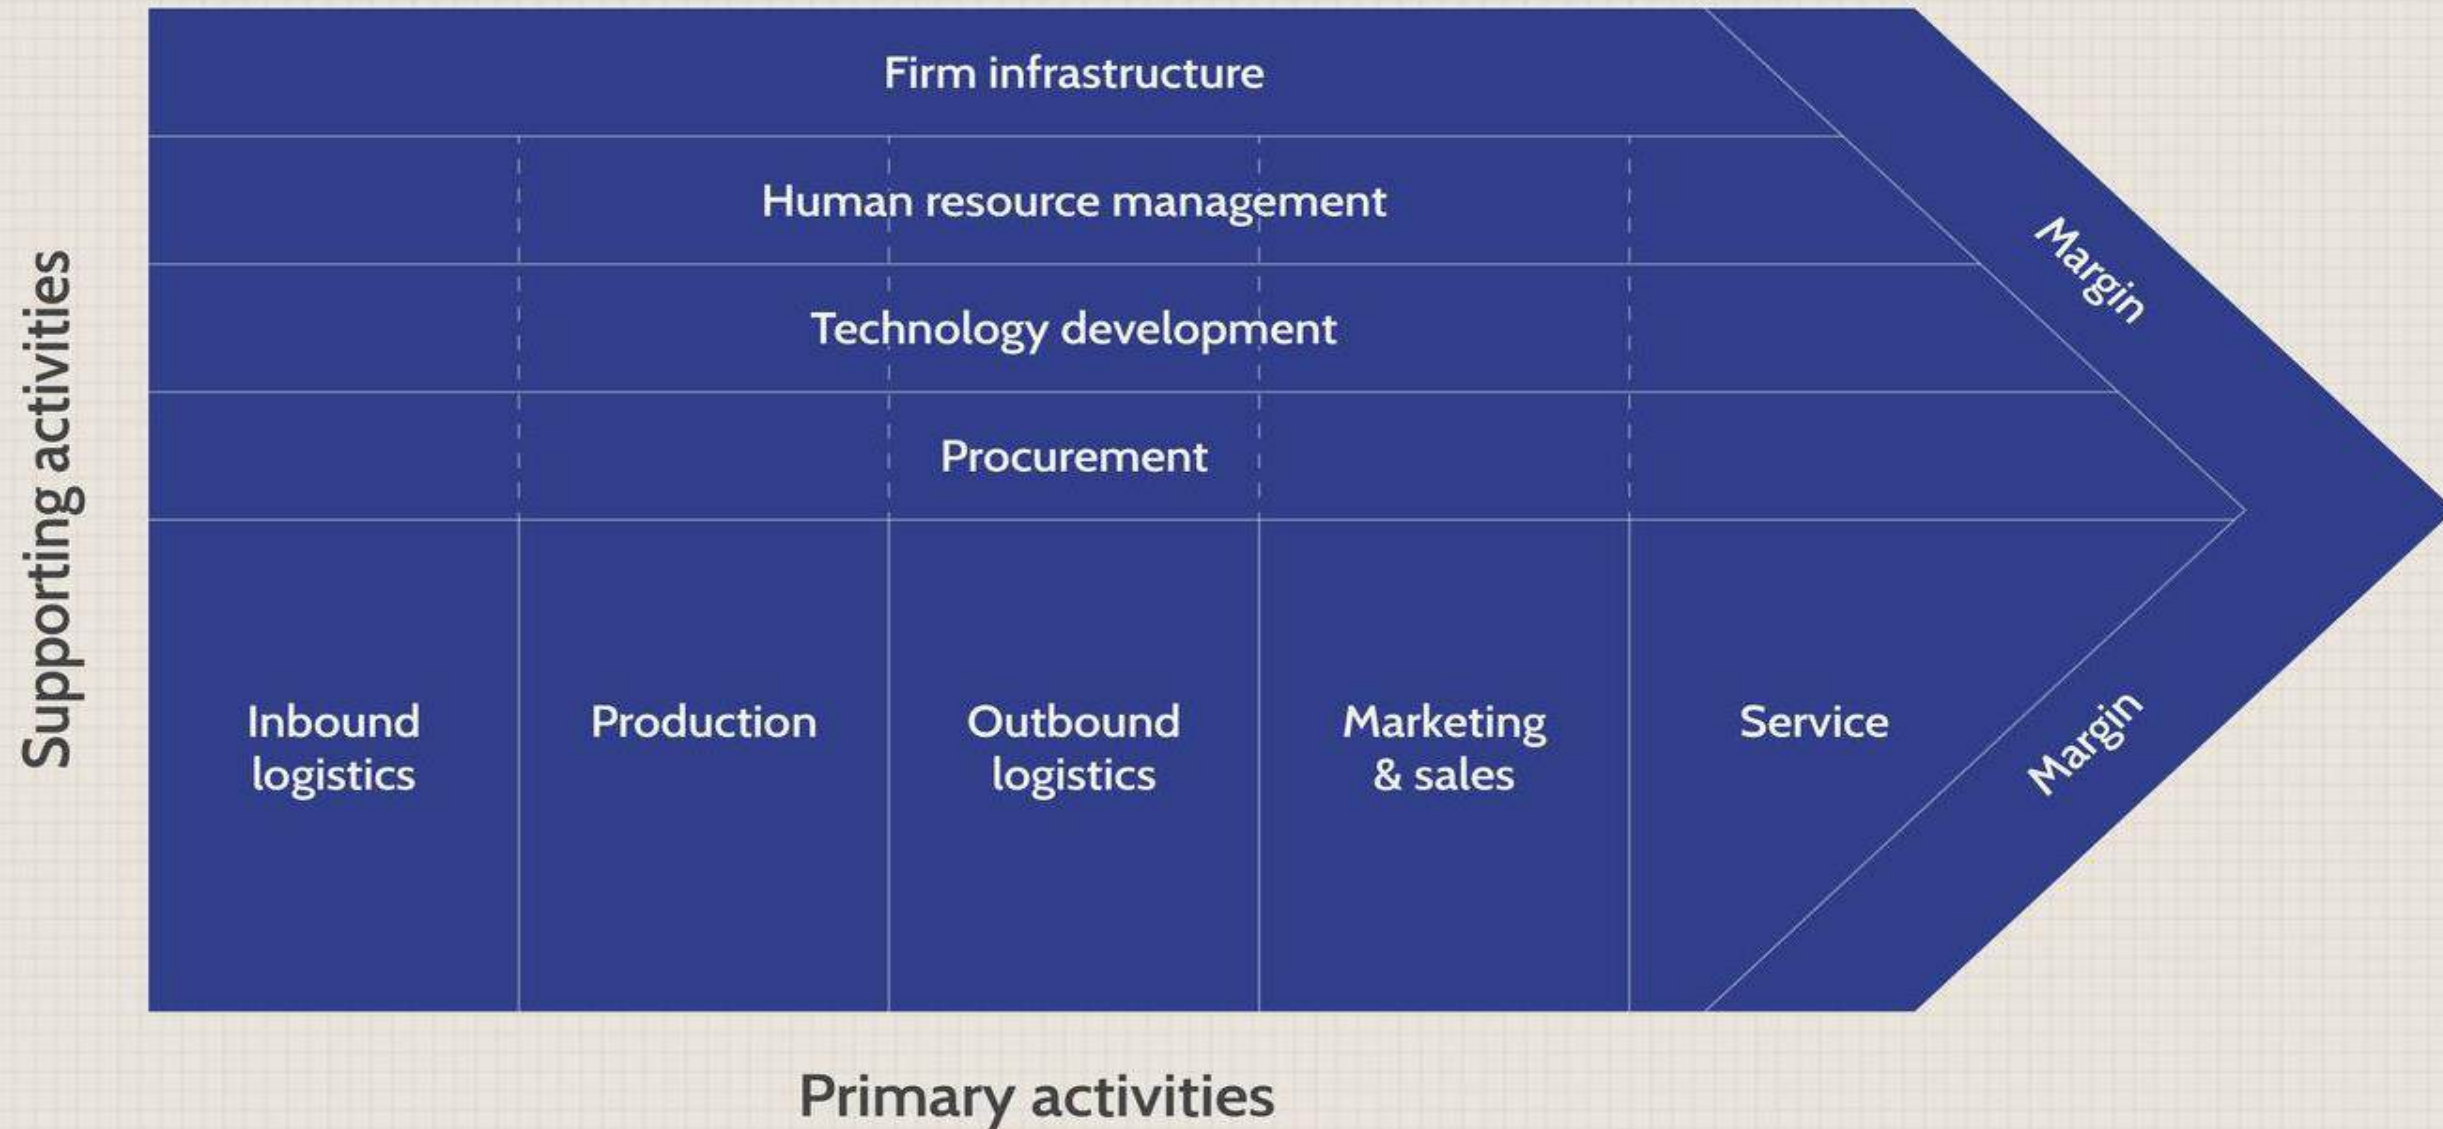 Supporting activities
Firm infrastructure
Human resource management
Technology development
Procurement
Margin
Inbound
logistics
Production
Outbound
logistics
Marketing
& sales
Service
Margin
Primary activities